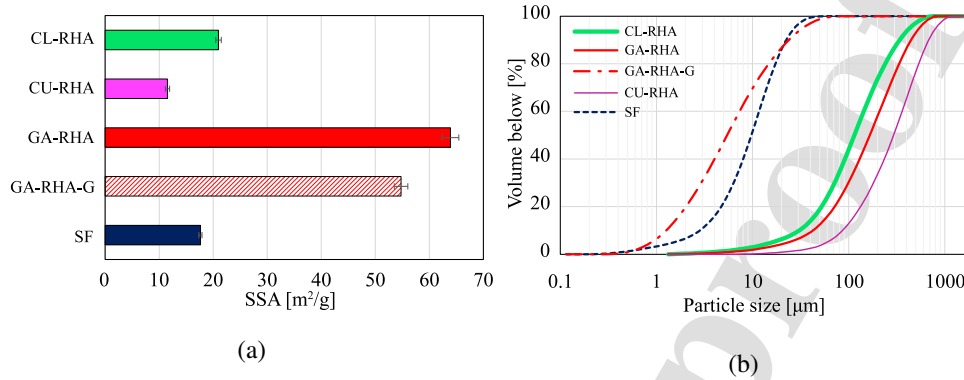 (a)
CL-RHA
CU-RHA
GA-RHA
GA-RHA-G
SF
0 10 20 30 40 50 60 70
SSA [m²/g]
(a)
(b)
100
80
60
40
20
0
Volume below [%]
CL-RHA
GA-RHA
GA-RHA-G
CU-RHA
SF
0.1 1 10 100 1000
Particle size [µm]
(b)
proof